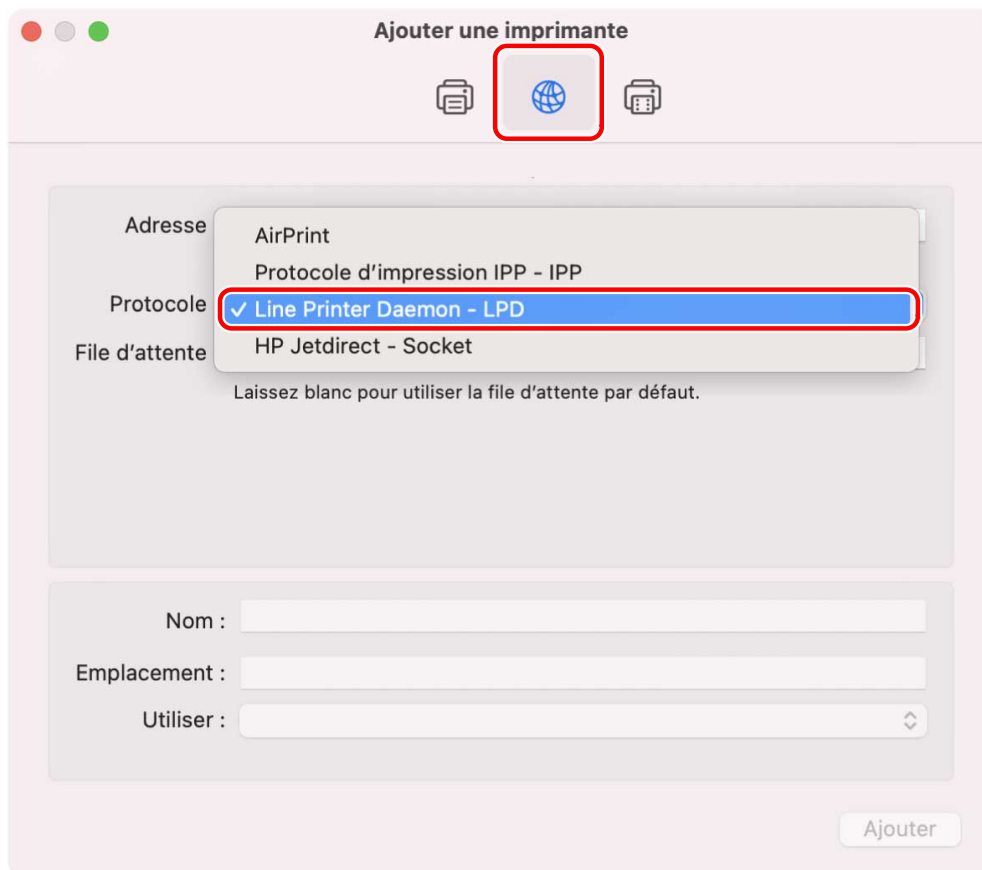 Ajouter une imprimante
Adresse
AirPrint
Protocole d'impression IPP - IPP
Protocole
✓ Line Printer Daemon - LPD
File d'attente
HP Jetdirect - Socket
Laissez blanc pour utiliser la file d'attente par défaut.
Nom :
Emplacement :
Utiliser :
Ajouter